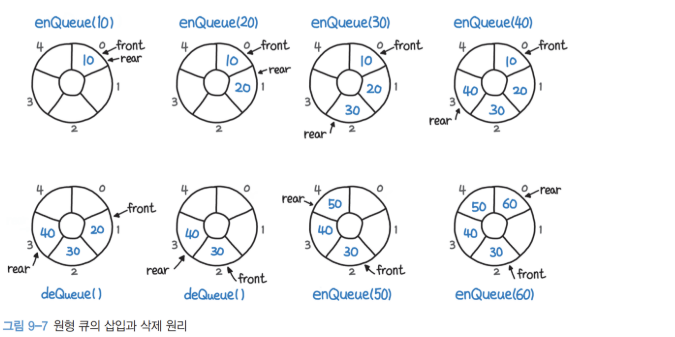 enQueue(10) enQueue(20) enQueue(30) enQueue(40)
4 0 front 10 rear 1 3 2
4 0 front 10 rear 20 1 3 2
4 0 front 10 20 1 3 30 rear 2
4 0 front 10 40 20 1 3 30 rear 2
4 0 front 40 20 1 3 30 rear 2
4 0 40 1 3 30 rear 2 front
4 0 rear 50 40 1 3 30 2 front
4 0 rear 50 60 40 1 3 30 2 front
deQueue() deQueue() enQueue(50) enQueue(60)
그림 9-7 원형 큐의 삽입과 삭제 원리